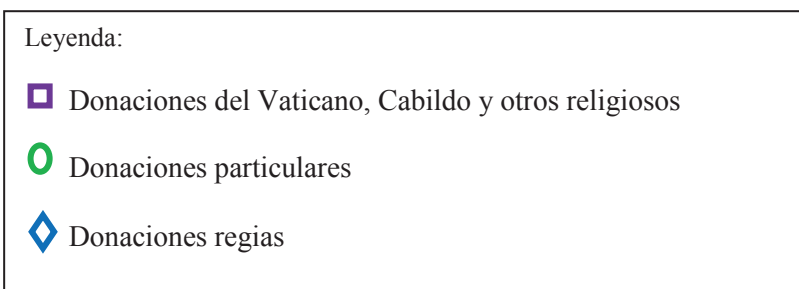 Leyenda:
Donaciones del Vaticano, Cabildo y otros religiosos
Donaciones particulares
Donaciones regias